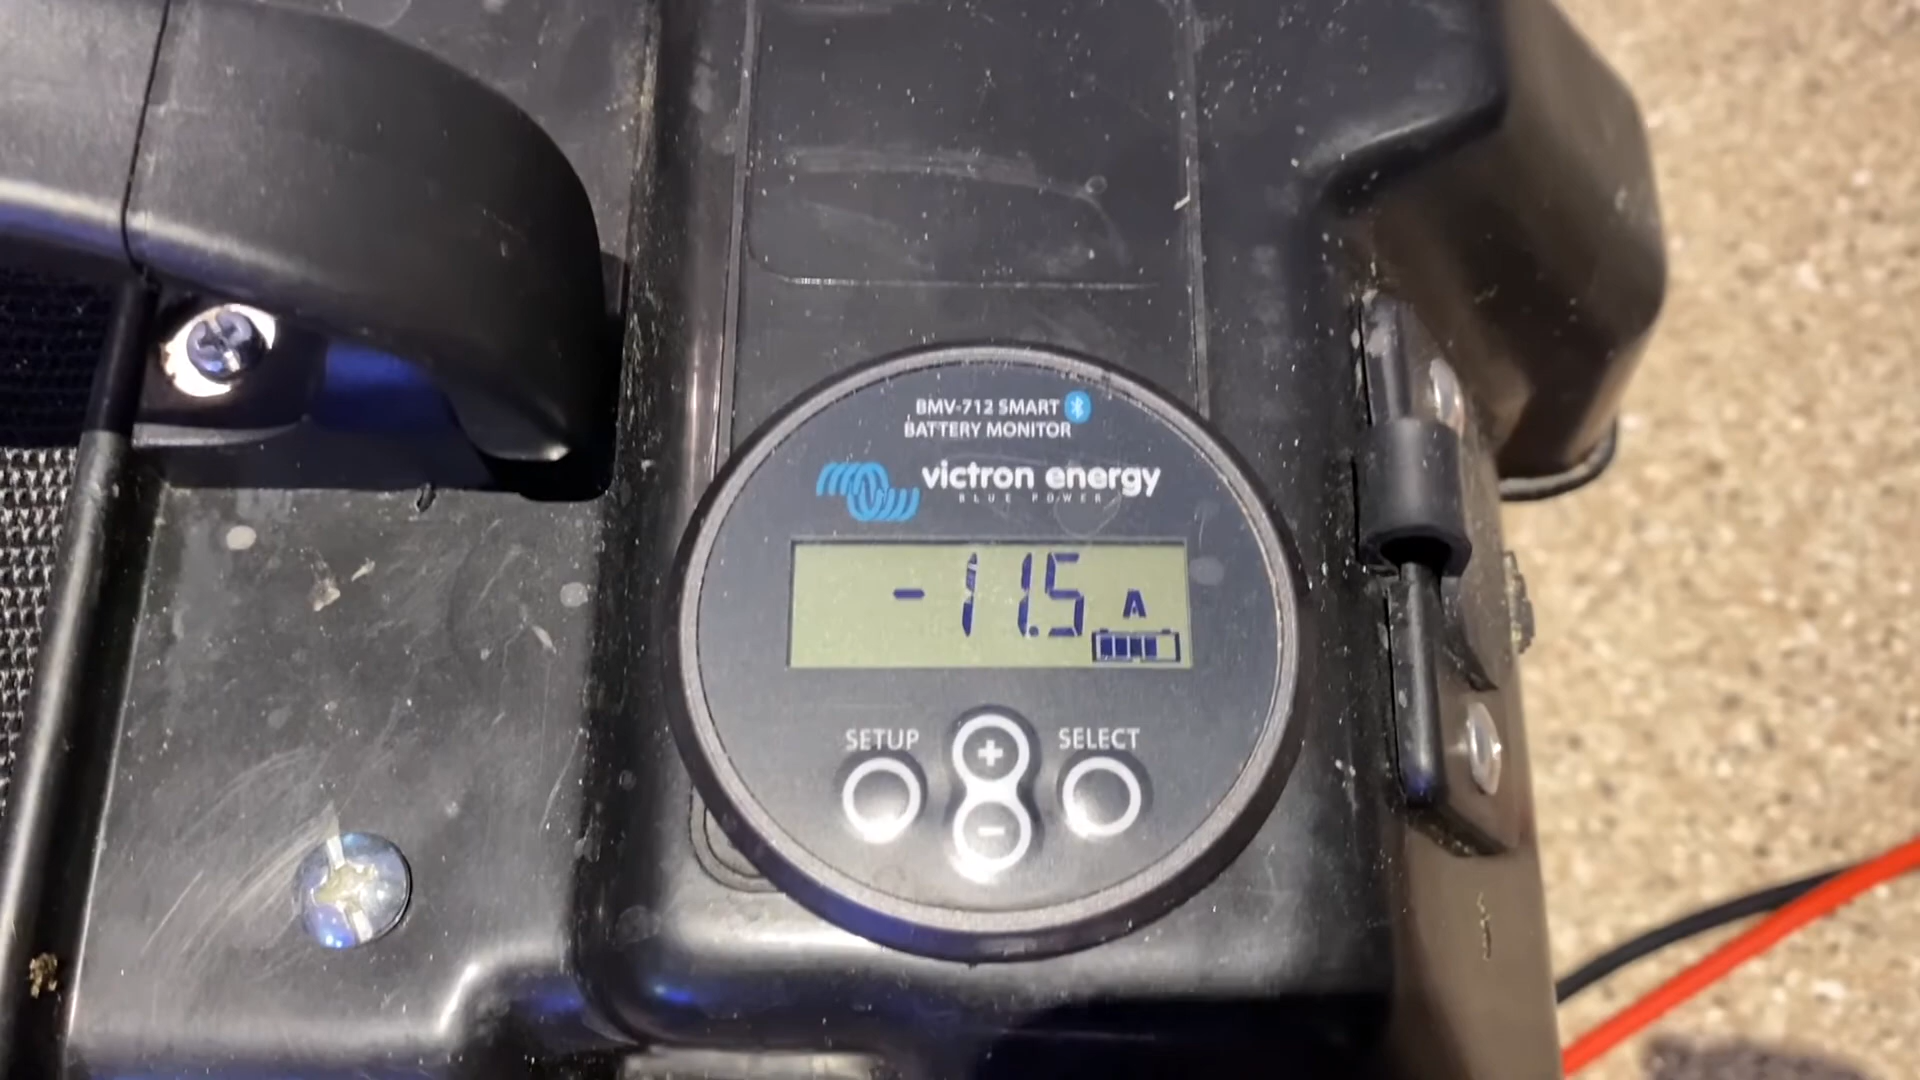 BMV-712 SMART
BATTERY MONITOR
victron energy
BLUE POWER
-11.5 A
SETUP
+
SELECT
-